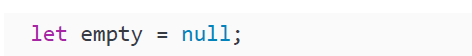 let empty = null;